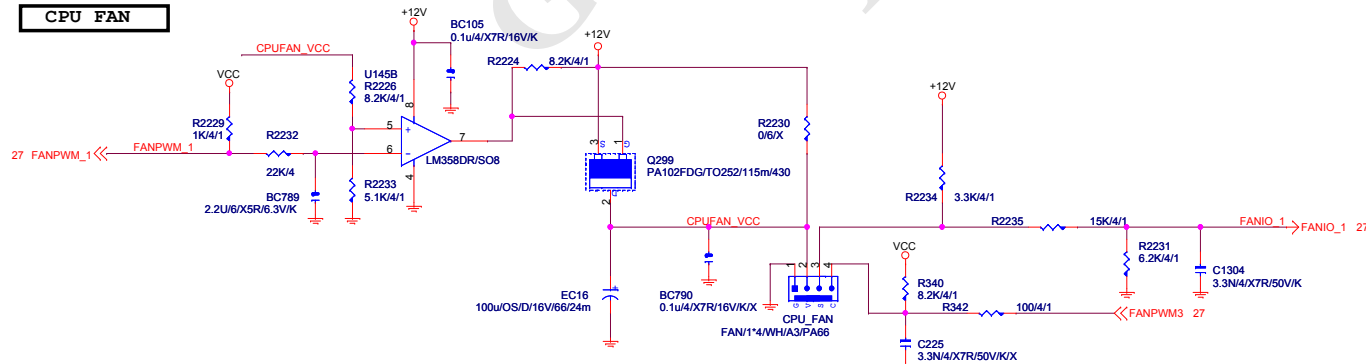 CPU FAN
+12V
BC105
0.1u/4/X7R/16V/K
+12V
CPUFAN_VCC
R2224
8.2K/4/1
VCC
U145B
R2226
8.2K/4/1
8
+12V
R2229
1K/4/1
R2230
0/6/X
5
+
7
27 FANPWM_1
FANPWM_1
R2232
6
-
LM358DR/SO8
3
S
1
G
Q299
PA102FDG/TO252/115m/430
22K/4
4
D
2
BC789
2.2U/6/X5R/6.3V/K
R2233
5.1K/4/1
R2234
3.3K/4/1
CPUFAN_VCC
R2235
15K/4/1
FANIO_1
FANIO_1 27
VCC
R2231
6.2K/4/1
C1304
3.3N/4/X7R/50V/K
1
2
3
4
EC16
100u/OS/D/16V/66/24m
+
BC790
0.1u/4/X7R/16V/K/X
G
V
S
C
R340
8.2K/4/1
CPU_FAN
FAN/1*4/WH/A3/PA66
R342
100/4/1
FANPWM3 27
C225
3.3N/4/X7R/50V/K/X